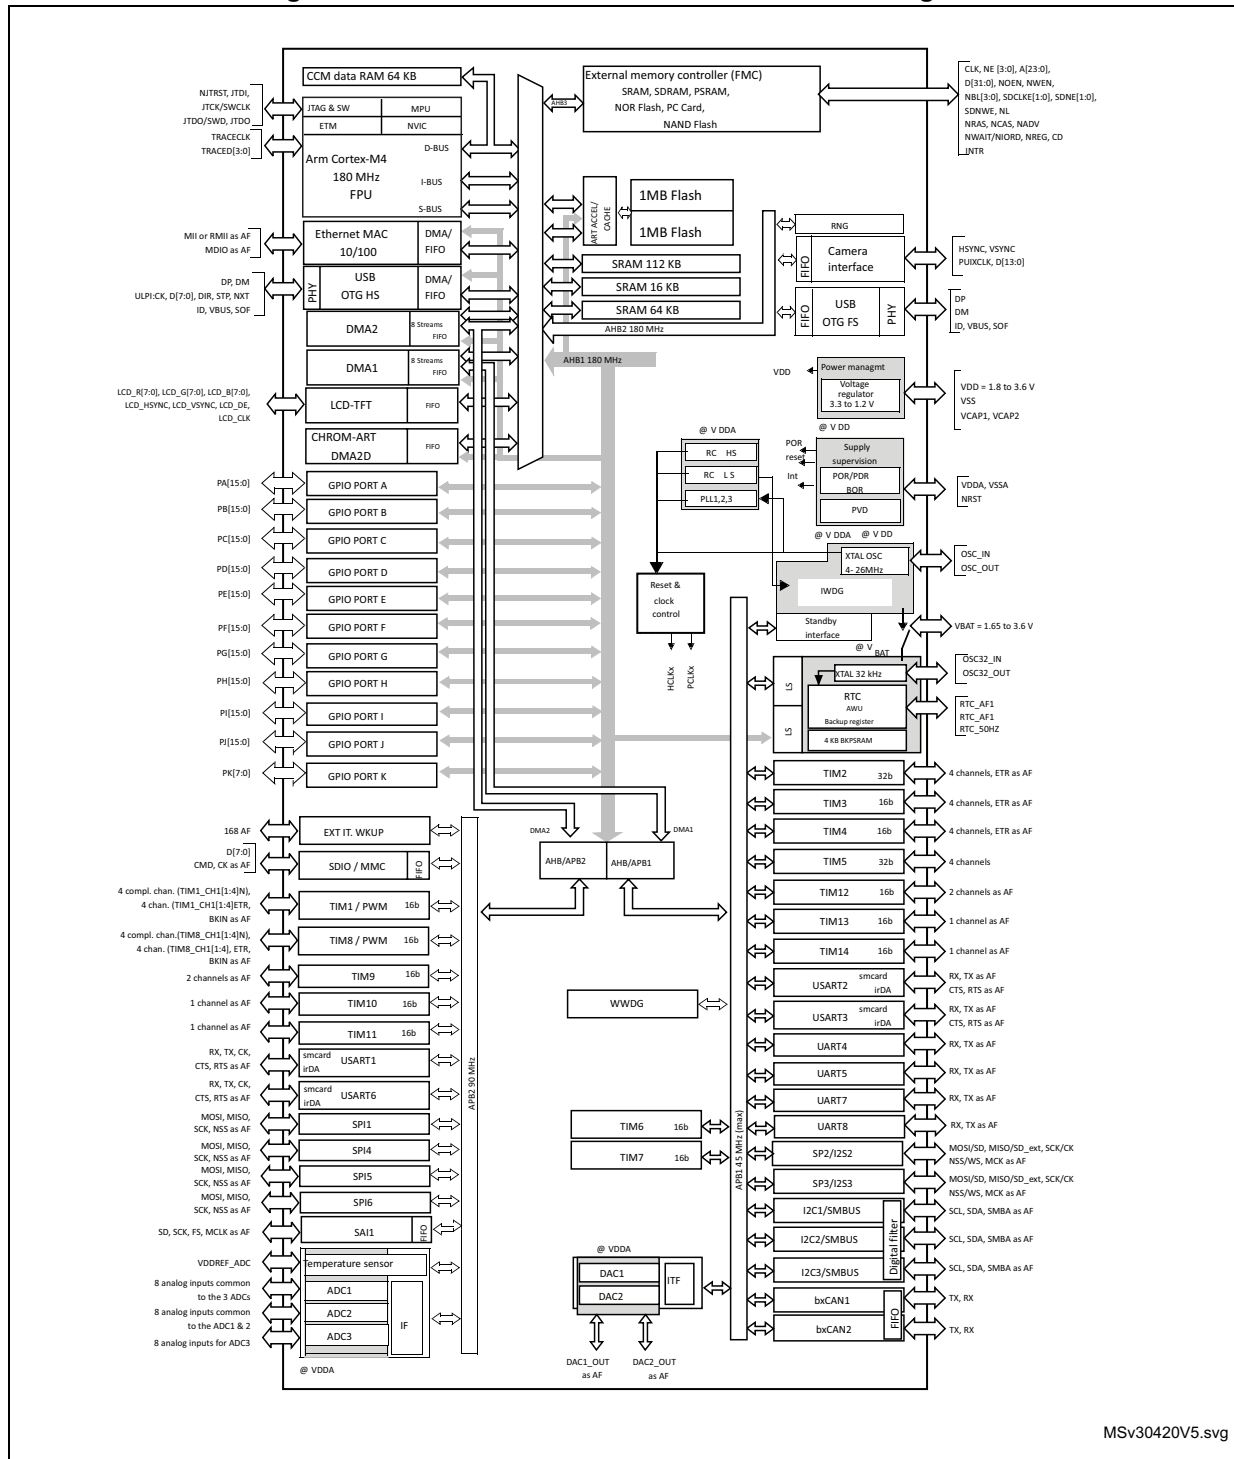 CCM data RAM 64 KB
External memory controller (FMC)
SRAM, SDRAM, PSRAM,
NOR Flash, PC Card,
NAND Flash
AHB3
CLK, NE [3:0], A[23:0],
D[31:0], NOEN, NWEN,
NBL[3:0], SDCLKE[1:0], SDNE[1:0],
SDNWE, NL
NRAS, NCAS, NADV
NWAIT/NIORD, NREG, CD
INTR
NJTRST, JTDI,
JTCK/SWCLK
JTDO/SWD, JTDO
TRACECLK
TRACED[3:0]
JTAG & SW
MPU
ETM
NVIC
D-BUS
Arm Cortex-M4
180 MHz
FPU
I-BUS
S-BUS
ART ACCEL/
CACHE
1MB Flash
1MB Flash
SRAM 112 KB
SRAM 16 KB
SRAM 64 KB
AHB2 180 MHz
AHB1 180 MHz
MII or RMII as AF
MDIO as AF
Ethernet MAC
10/100
DMA/
FIFO
DP, DM
ULPI:CK, D[7:0], DIR, STP, NXT
ID, VBUS, SOF
PHY
USB
OTG HS
DMA/
FIFO
DMA2
8 Streams
FIFO
DMA1
8 Streams
FIFO
LCD_R[7:0], LCD_G[7:0], LCD_B[7:0],
LCD_HSYNC, LCD_VSYNC, LCD_DE,
LCD_CLK
LCD-TFT
FIFO
CHROM-ART
DMA2D
FIFO
RNG
FIFO
Camera
interface
HSYNC, VSYNC
PUIXCLK, D[13:0]
FIFO
USB
OTG FS
PHY
DP
DM
ID, VBUS, SOF
VDD
Power managmt
Voltage
regulator
3.3 to 1.2 V
VDD = 1.8 to 3.6 V
VSS
VCAP1, VCAP2
@ V DD
@ V DDA
RC HS
RC L S
PLL1,2,3
POR
reset
Int
Supply
supervision
POR/PDR
BOR
PVD
VDDA, VSSA
NRST
@ V DDA
@ V DD
XTAL OSC
4- 26MHz
OSC_IN
OSC_OUT
IWDG
Standby
interface
VBAT = 1.65 to 3.6 V
@ V
BAT
Reset &
clock
control
HCLKx
PCLKx
LS
LS
XTAL 32 kHz
RTC
AWU
Backup register
4 KB BKPSRAM
OSC32_IN
OSC32_OUT
RTC_AF1
RTC_AF1
RTC_50HZ
PA[15:0]
GPIO PORT A
PB[15:0]
GPIO PORT B
PC[15:0]
GPIO PORT C
PD[15:0]
GPIO PORT D
PE[15:0]
GPIO PORT E
PF[15:0]
GPIO PORT F
PG[15:0]
GPIO PORT G
PH[15:0]
GPIO PORT H
PI[15:0]
GPIO PORT I
PJ[15:0]
GPIO PORT J
PK[7:0]
GPIO PORT K
DMA2
DMA1
AHB/APB2
AHB/APB1
168 AF
EXT IT. WKUP
D[7:0]
CMD, CK as AF
SDIO / MMC
FIFO
4 compl. chan. (TIM1_CH1[1:4]N),
4 chan. (TIM1_CH1[1:4]ETR,
BKIN as AF
TIM1 / PWM
16b
4 compl. chan.(TIM8_CH1[1:4]N),
4 chan. (TIM8_CH1[1:4], ETR,
BKIN as AF
TIM8 / PWM
16b
2 channels as AF
TIM9
16b
1 channel as AF
TIM10
16b
1 channel as AF
TIM11
16b
RX, TX, CK,
CTS, RTS as AF
smcard
irDA
USART1
RX, TX, CK,
CTS, RTS as AF
smcard
irDA
USART6
MOSI, MISO,
SCK, NSS as AF
SPI1
MOSI, MISO,
SCK, NSS as AF
SPI4
MOSI, MISO,
SCK, NSS as AF
SPI5
MOSI, MISO,
SCK, NSS as AF
SPI6
SD, SCK, FS, MCLK as AF
SAI1
FIFO
VDDREF_ADC
Temperature sensor
8 analog inputs common
to the 3 ADCs
ADC1
8 analog inputs common
to the ADC1 & 2
ADC2
8 analog inputs for ADC3
ADC3
IF
@ VDDA
APB2 90 MHz
WWDG
TIM6
16b
TIM7
16b
@ VDDA
DAC1
DAC2
ITF
DAC1_OUT
as AF
DAC2_OUT
as AF
APB1 45 MHz (max)
TIM2
32b
4 channels, ETR as AF
TIM3
16b
4 channels, ETR as AF
TIM4
16b
4 channels, ETR as AF
TIM5
32b
4 channels
TIM12
16b
2 channels as AF
TIM13
16b
1 channel as AF
TIM14
16b
1 channel as AF
USART2
smcard
irDA
RX, TX as AF
CTS, RTS as AF
USART3
smcard
irDA
RX, TX as AF
CTS, RTS as AF
UART4
RX, TX as AF
UART5
RX, TX as AF
UART7
RX, TX as AF
UART8
RX, TX as AF
SP2/I2S2
MOSI/SD, MISO/SD_ext, SCK/CK
NSS/WS, MCK as AF
SP3/I2S3
MOSI/SD, MISO/SD_ext, SCK/CK
NSS/WS, MCK as AF
I2C1/SMBUS
SCL, SDA, SMBA as AF
I2C2/SMBUS
SCL, SDA, SMBA as AF
I2C3/SMBUS
SCL, SDA, SMBA as AF
Digital filter
bxCAN1
TX, RX
bxCAN2
TX, RX
FIFO
MSv30420V5.svg